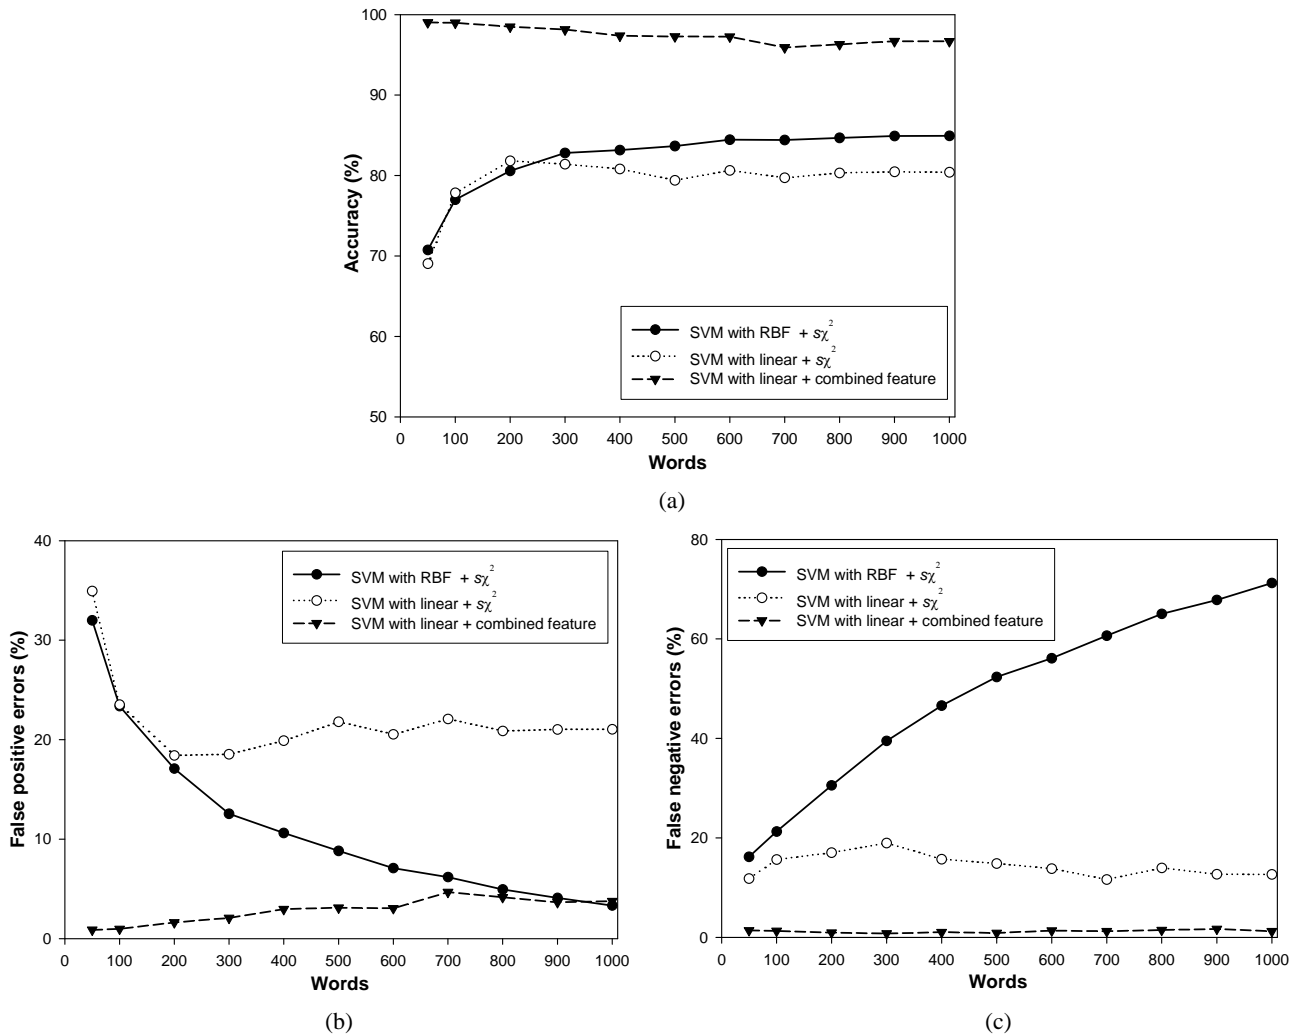 100
90
80
70
60
50
Accuracy (%)
SVM with RBF + sχ²
SVM with linear + sχ²
SVM with linear + combined feature
0 100 200 300 400 500 600 700 800 900 1000
Words
(a)
40
30
20
10
0
False positive errors (%)
SVM with RBF + sχ²
SVM with linear + sχ²
SVM with linear + combined feature
0 100 200 300 400 500 600 700 800 900 1000
Words
(b)
80
60
40
20
0
False negative errors (%)
SVM with RBF + sχ²
SVM with linear + sχ²
SVM with linear + combined feature
0 100 200 300 400 500 600 700 800 900 1000
Words
(c)